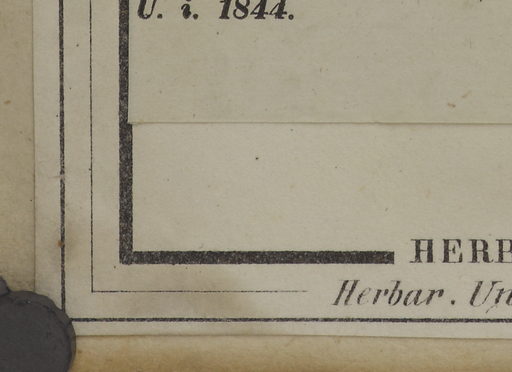 U. i. 1844.
HERB
Herbar. Un